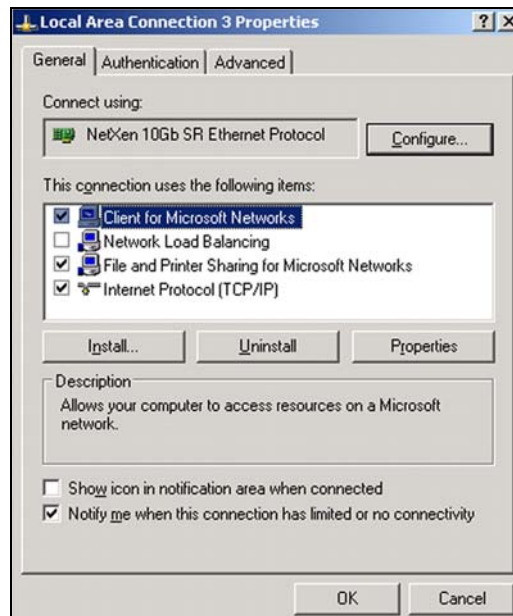 Local Area Connection 3 Properties
General Authentication Advanced
Connect using:
NetXen 10Gb SR Ethernet Protocol Configure...
This connection uses the following items:
Client for Microsoft Networks
Network Load Balancing
File and Printer Sharing for Microsoft Networks
Internet Protocol (TCP/IP)
Install... Uninstall Properties
Description
Allows your computer to access resources on a Microsoft
network.
Show icon in notification area when connected
Notify me when this connection has limited or no connectivity
OK Cancel